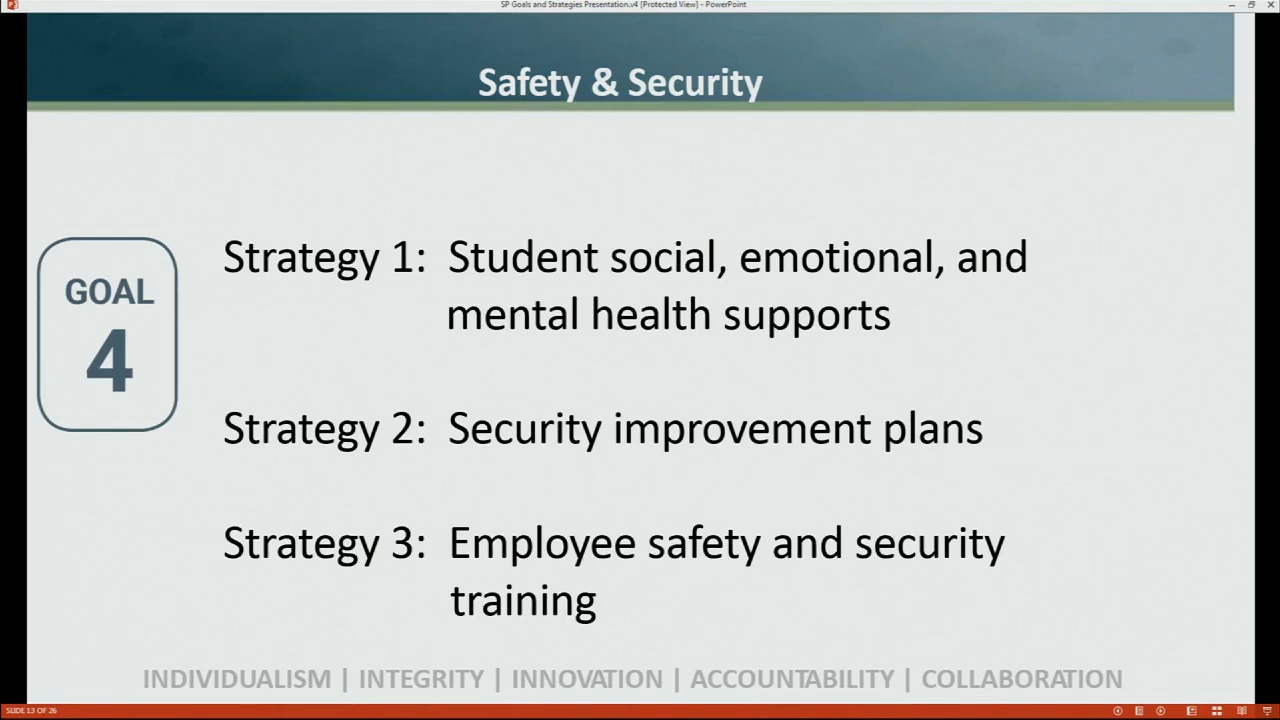 SP Goals and Strategies Presentation.v4 [Protected View] - PowerPoint
Safety & Security
GOAL
4
Strategy 1: Student social, emotional, and
mental health supports
Strategy 2: Security improvement plans
Strategy 3: Employee safety and security
training
INDIVIDUALISM | INTEGRITY | INNOVATION | ACCOUNTABILITY | COLLABORATION
SLIDE 13 OF 26